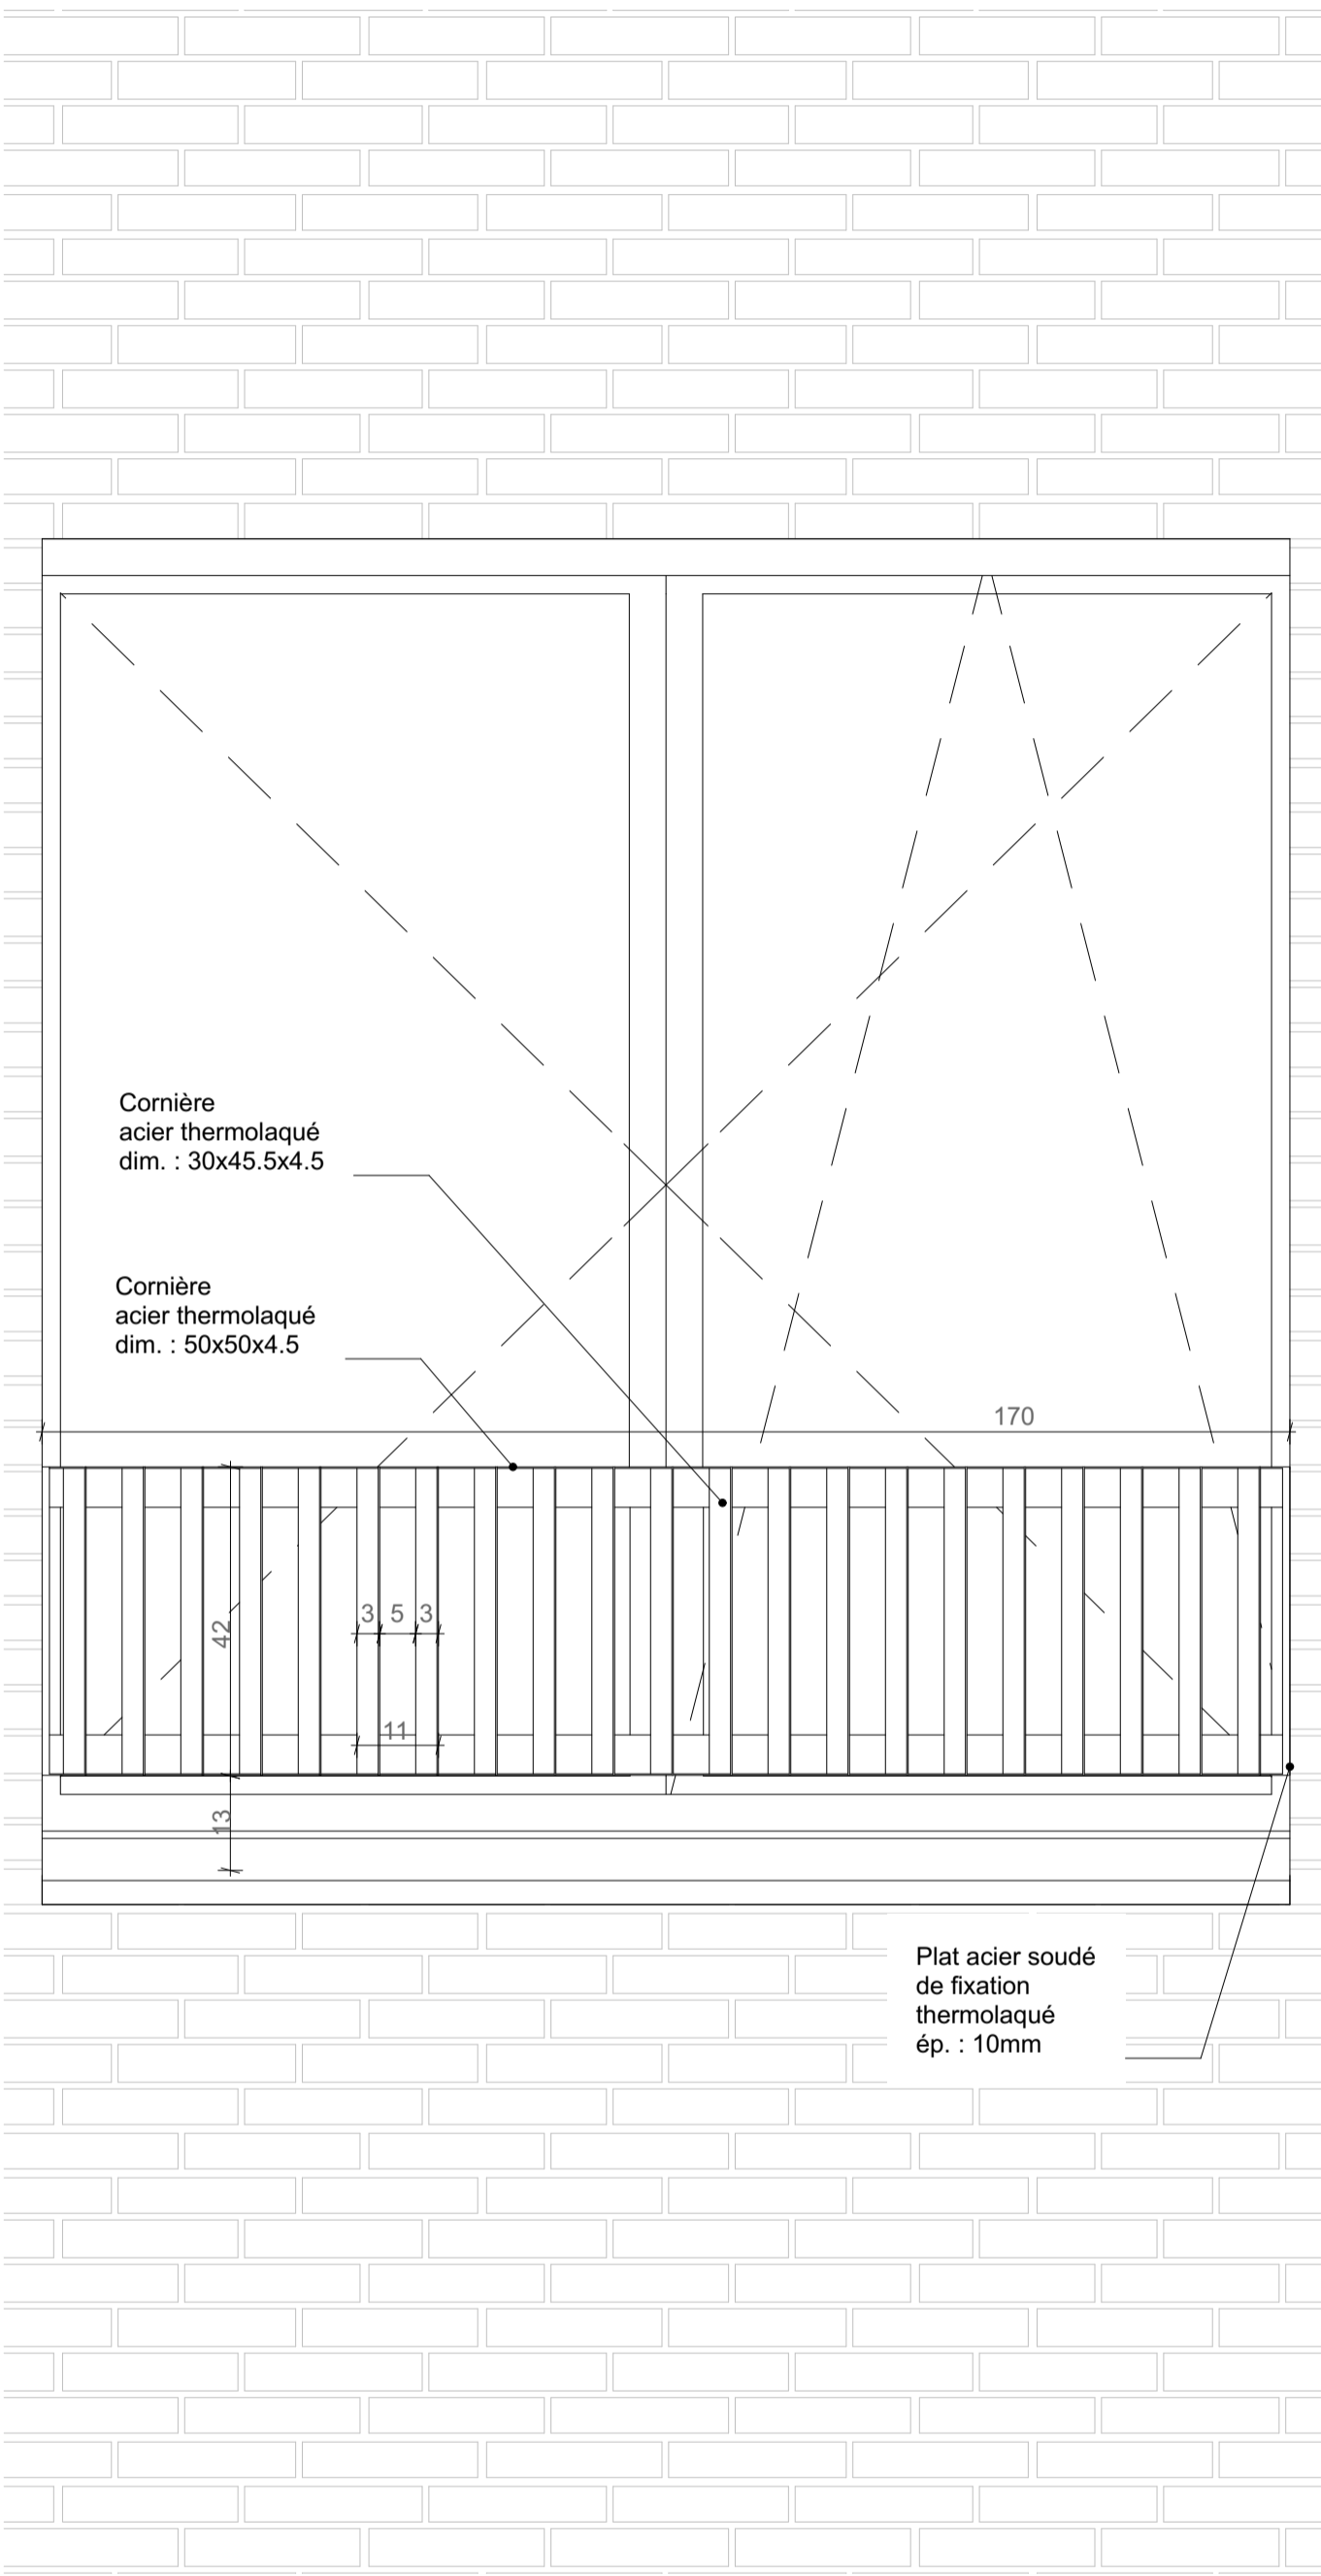 Cornière
acier thermolaqué
dim. : 30x45.5x4.5
Cornière
acier thermolaqué
dim. : 50x50x4.5
170
3 5 3
42
11
13
Plat acier soudé
de fixation
thermolaqué
ép. : 10mm